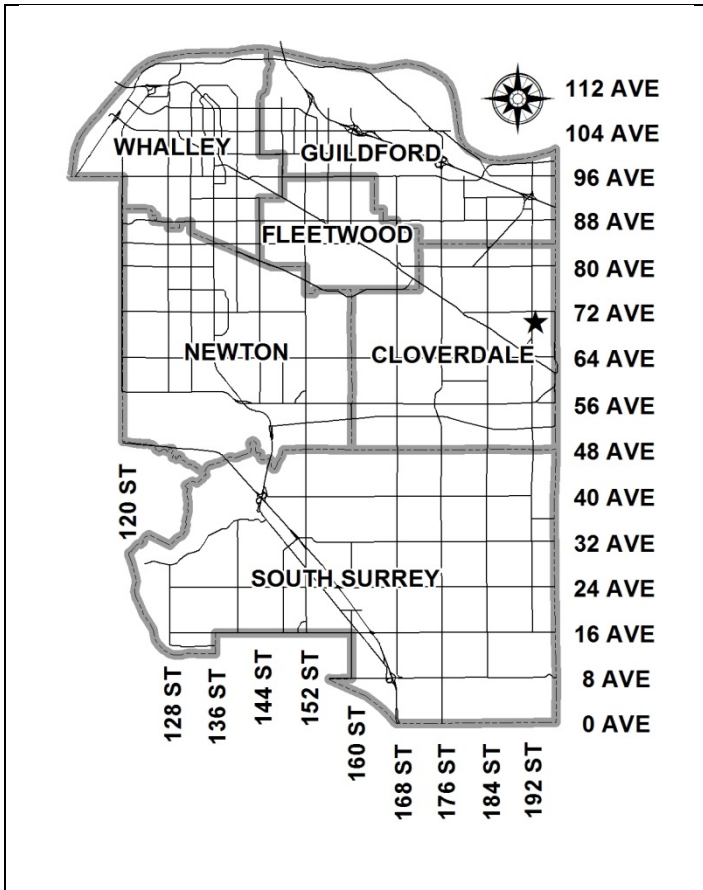 112 AVE
104 AVE
WHALLEY
GUILDFORD
96 AVE
88 AVE
FLEETWOOD
80 AVE
72 AVE
NEWTON
CLOVERDALE
64 AVE
56 AVE
48 AVE
120 ST
40 AVE
32 AVE
SOUTH SURREY
24 AVE
16 AVE
8 AVE
0 AVE
128 ST
136 ST
144 ST
152 ST
160 ST
168 ST
176 ST
184 ST
192 ST